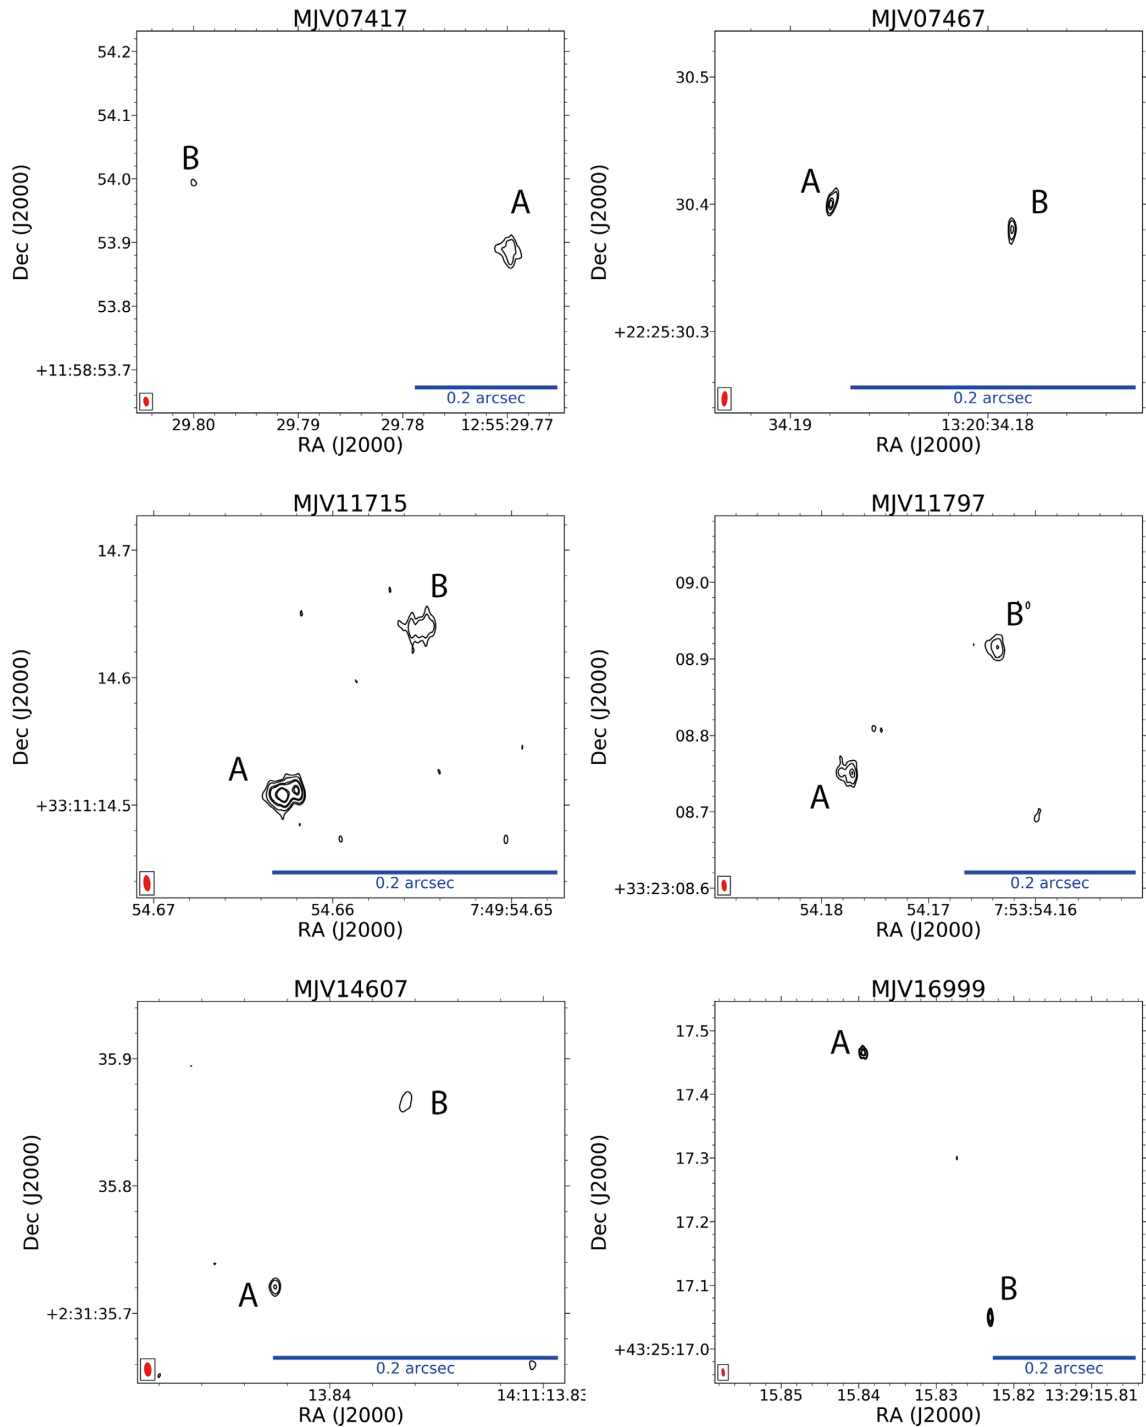 MJV07417
54.2
54.1
54.0
53.9
53.8
+11:58:53.7
Dec (J2000)
B
A
0.2 arcsec
29.80 29.79 29.78 12:55:29.77
RA (J2000)
MJV07467
30.5
30.4
+22:25:30.3
Dec (J2000)
A
B
0.2 arcsec
34.19 13:20:34.18
RA (J2000)
MJV11715
14.7
14.6
+33:11:14.5
Dec (J2000)
B
A
0.2 arcsec
54.67 54.66 7:49:54.65
RA (J2000)
MJV11797
09.0
08.9
08.8
08.7
+33:23:08.6
Dec (J2000)
B
A
0.2 arcsec
54.18 54.17 7:53:54.16
RA (J2000)
MJV14607
35.9
35.8
+2:31:35.7
Dec (J2000)
B
A
0.2 arcsec
13.84 14:11:13.83
RA (J2000)
MJV16999
17.5
17.4
17.3
17.2
17.1
+43:25:17.0
Dec (J2000)
A
B
0.2 arcsec
15.85 15.84 15.83 15.82 13:29:15.81
RA (J2000)